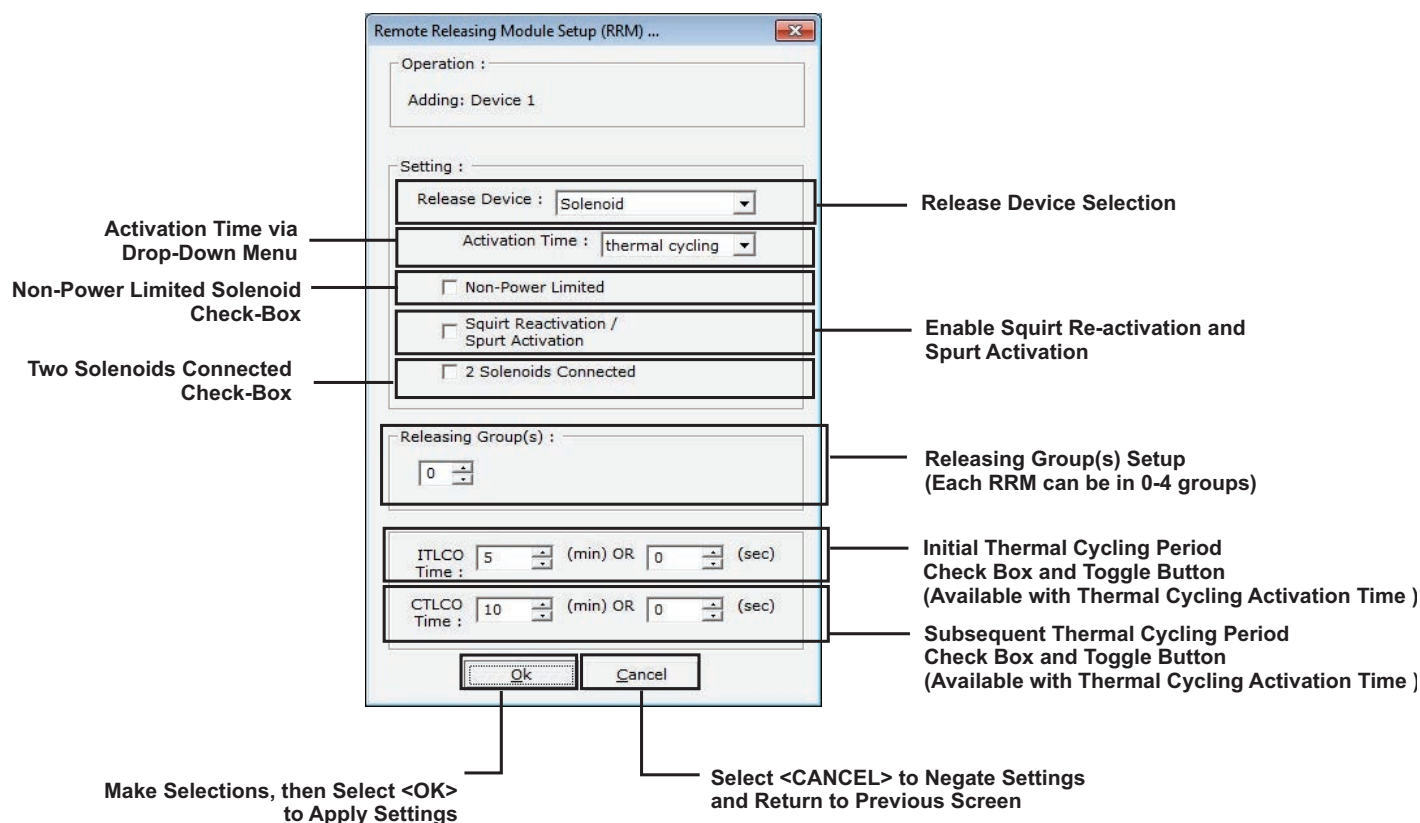 Remote Releasing Module Setup (RRM) ...
Operation :
Adding: Device 1
Setting :
Release Device : Solenoid
Release Device Selection
Activation Time via
Drop-Down Menu
Activation Time : thermal cycling
Non-Power Limited Solenoid
Check-Box
Non-Power Limited
Squirt Reactivation /
Spurt Activation
Enable Squirt Re-activation and
Spurt Activation
Two Solenoids Connected
Check-Box
2 Solenoids Connected
Releasing Group(s) :
0
Releasing Group(s) Setup
(Each RRM can be in 0-4 groups)
ITLCO
Time :
5 (min) OR 0 (sec)
Initial Thermal Cycling Period
Check Box and Toggle Button
(Available with Thermal Cycling Activation Time )
CTLCO
Time :
10 (min) OR 0 (sec)
Subsequent Thermal Cycling Period
Check Box and Toggle Button
(Available with Thermal Cycling Activation Time )
Ok
Cancel
Make Selections, then Select <OK>
to Apply Settings
Select <CANCEL> to Negate Settings
and Return to Previous Screen